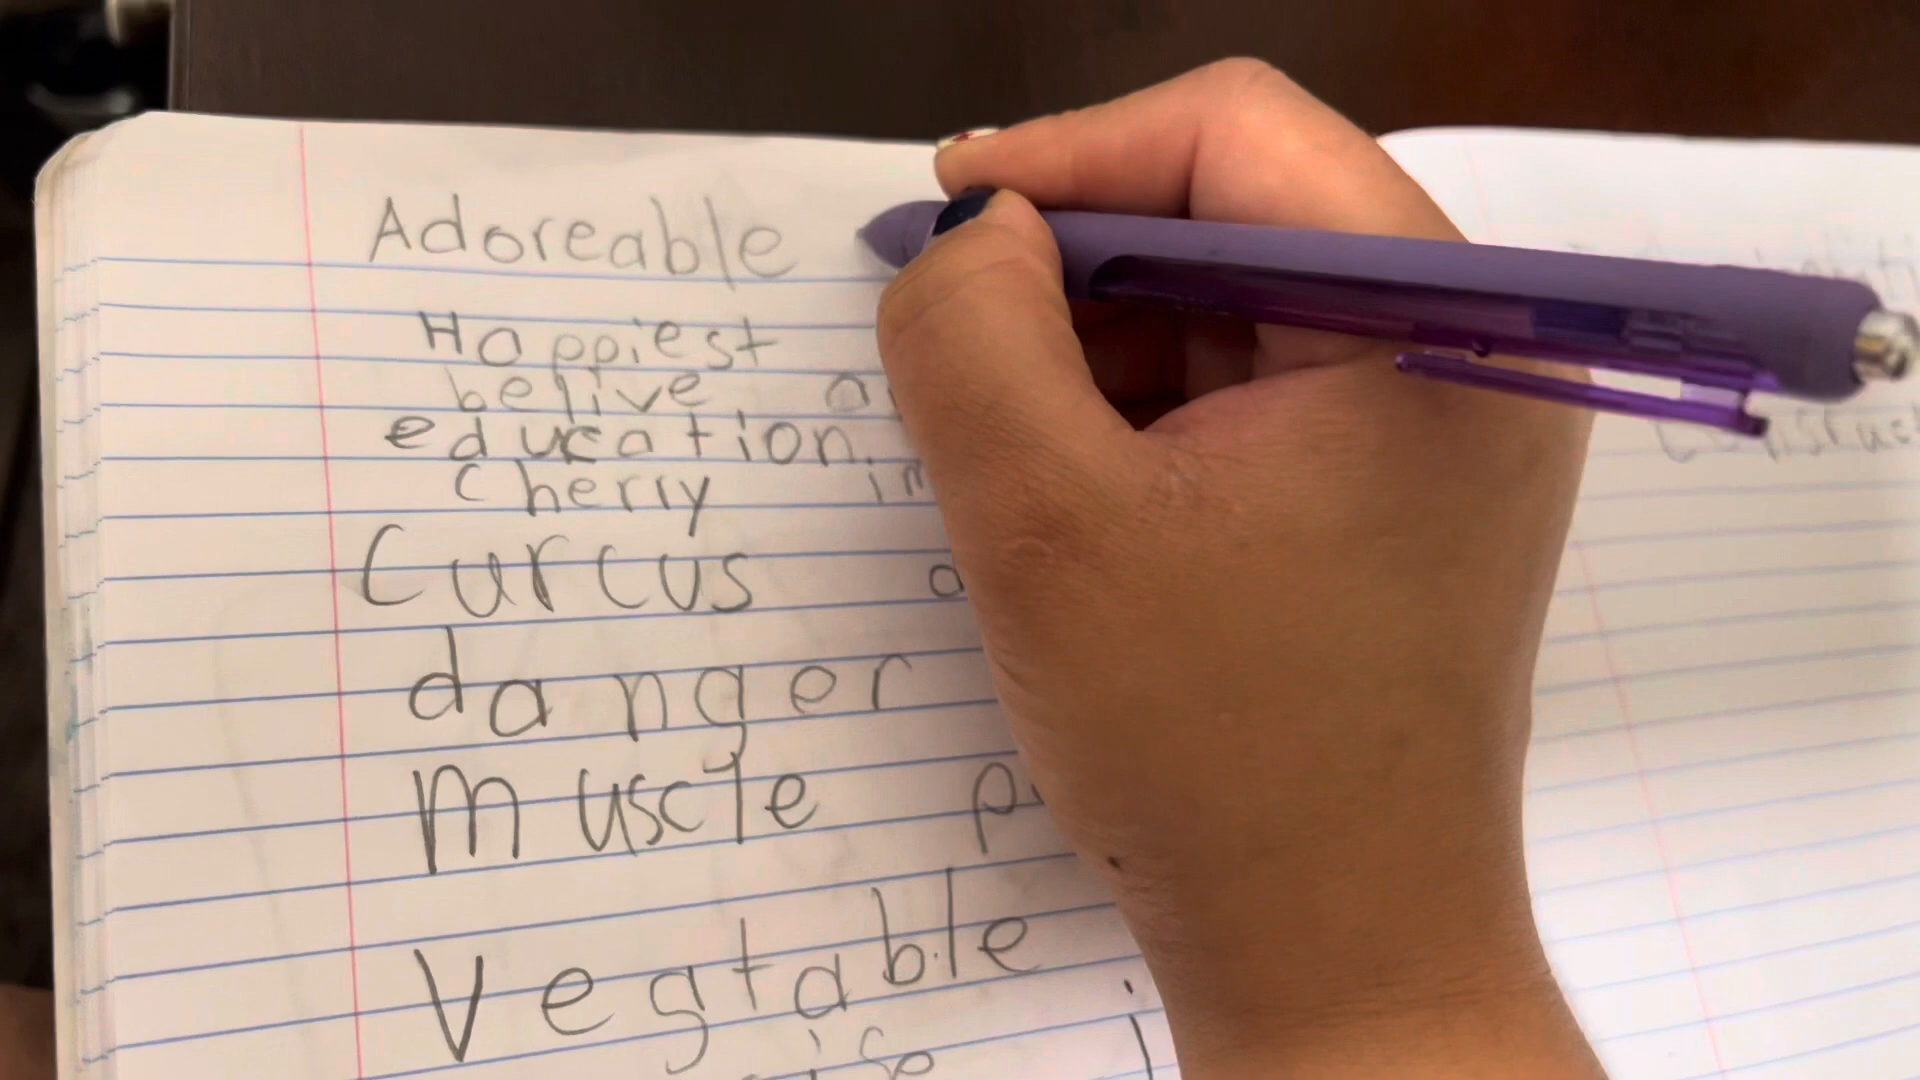 Adoreable
Happiest
belive
education
Cherry
Curcus
danger
muscle
Vegtable